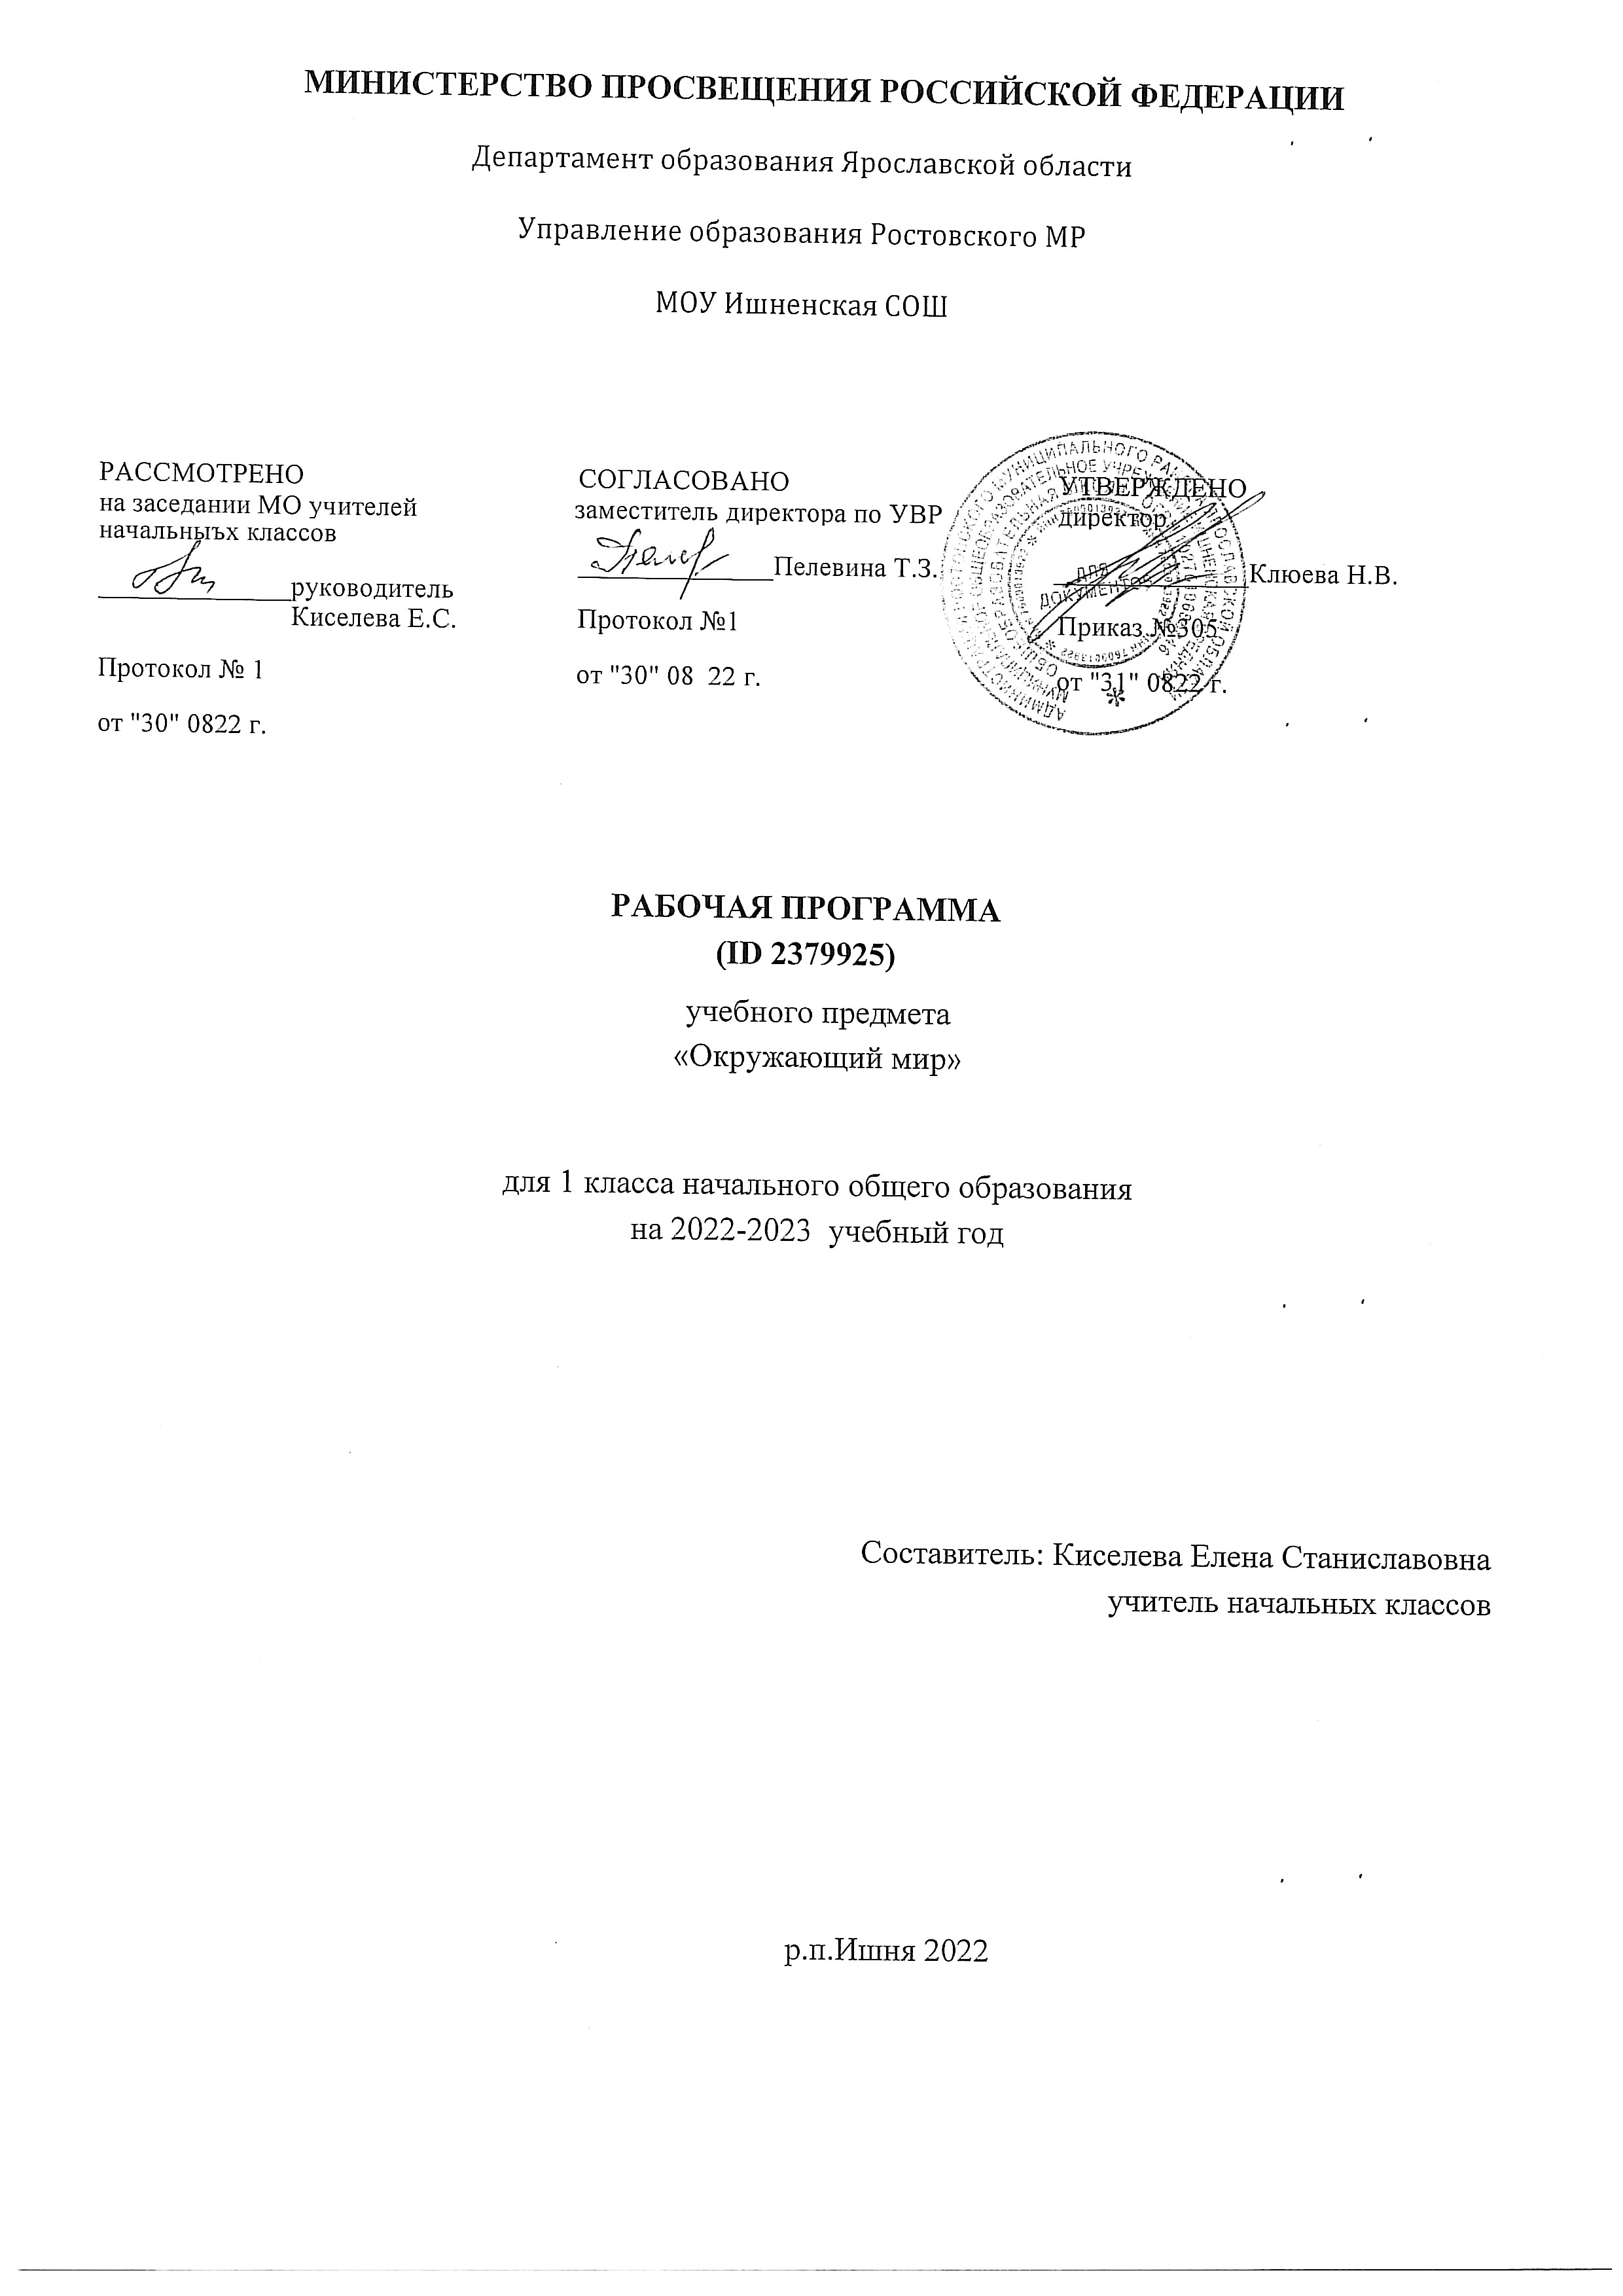 МИНИСТЕРСТВО ПРОСВЕЩЕНИЯ РОССИЙСКОЙ ФЕДЕРАЦИИ
Департамент образования Ярославской области
Управление образования Ростовского МР
МОУ Ишненская СОШ
РАССМОТРЕНО
на заседании МО учителей
начальныъх классов
руководитель
Киселева Е.С.
Протокол № 1
от "30" 0822 г.
СОГЛАСОВАНО
заместитель директора по УВР
Пелевина Т.З.
Протокол №1
от "30" 08 22 г.
УТВЕРЖДЕНО
директор
Клюева Н.В.
Приказ №305
от "31" 0822 г.
ДЛЯ
ДОКУМЕНТОВ
РАБОЧАЯ ПРОГРАММА
(ID 2379925)
учебного предмета
«Окружающий мир»
для 1 класса начального общего образования
на 2022-2023 учебный год
Составитель: Киселева Елена Станиславовна
учитель начальных классов
р.п.Ишня 2022